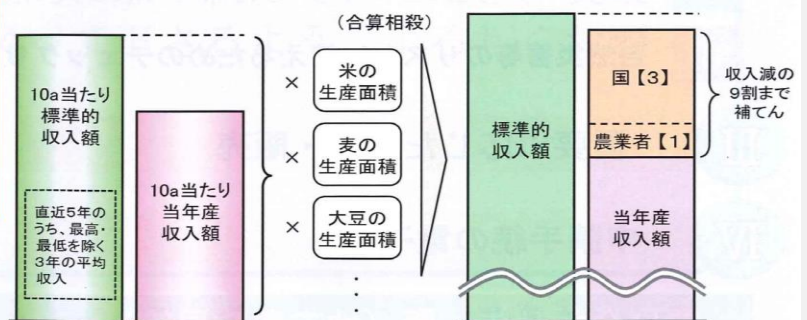 (合算相殺)
10a当たり
標準的
収入額
直近5年の
うち、最高・
最低を除く
3年の平均
収入
10a当たり
当年産
収入額
×
米の
生産面積
×
麦の
生産面積
×
大豆の
生産面積
標準的
収入額
国【3】
農業者【1】
当年産
収入額
収入減の
9割まで
補てん